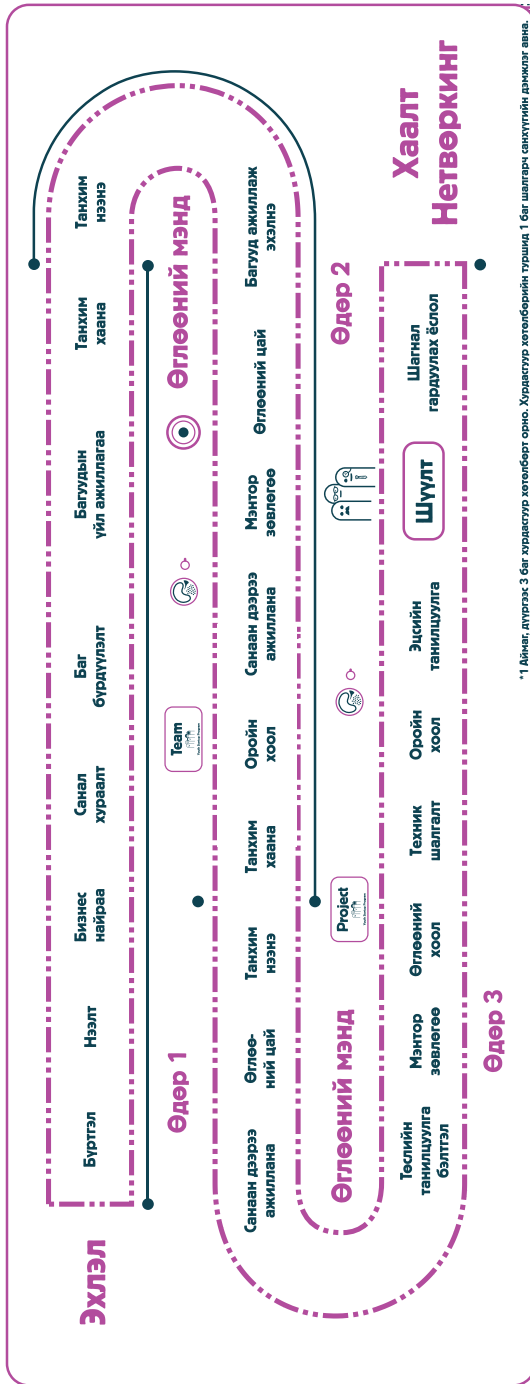 Эхлэл
Бүртгэл
Нээлт
Бизнес
найраа
Санал
хураалт
Баг
бүрдүүлэлт
Багуудын
үйл ажиллагаа
Танхим
хаана
Танхим
нээнэ
Өдөр 1
Team
Өглөөний мэнд
Багууд ажиллаж
эхэлнэ
Өглөөний цай
Мэнтор
зөвлөгөө
Санаан дээрээ
ажиллана
Оройн
хоол
Танхим
хаана
Танхим
нээнэ
Өглөө-
ний цай
Санаан дээрээ
ажиллана
Өглөөний мэнд
Project
Өдөр 2
Төслийн
танилцуулга
бэлтгэл
Мэнтор
зөвлөгөө
Өглөөний
хоол
Техник
шалгалт
Оройн
хоол
Эцсийн
танилцуулга
Шүүлт
Шагнал
гардуулах ёслол
Хаалт
Нетвөркинг
Өдөр 3
*1 Аймаг, дүүргээс 3 баг хурдасгуур хөтөлбөрт орно. Хурдасгуур хөтөлбөрийн туршид 1 баг шалгарч санхүүгийн дэмжлэг авна.